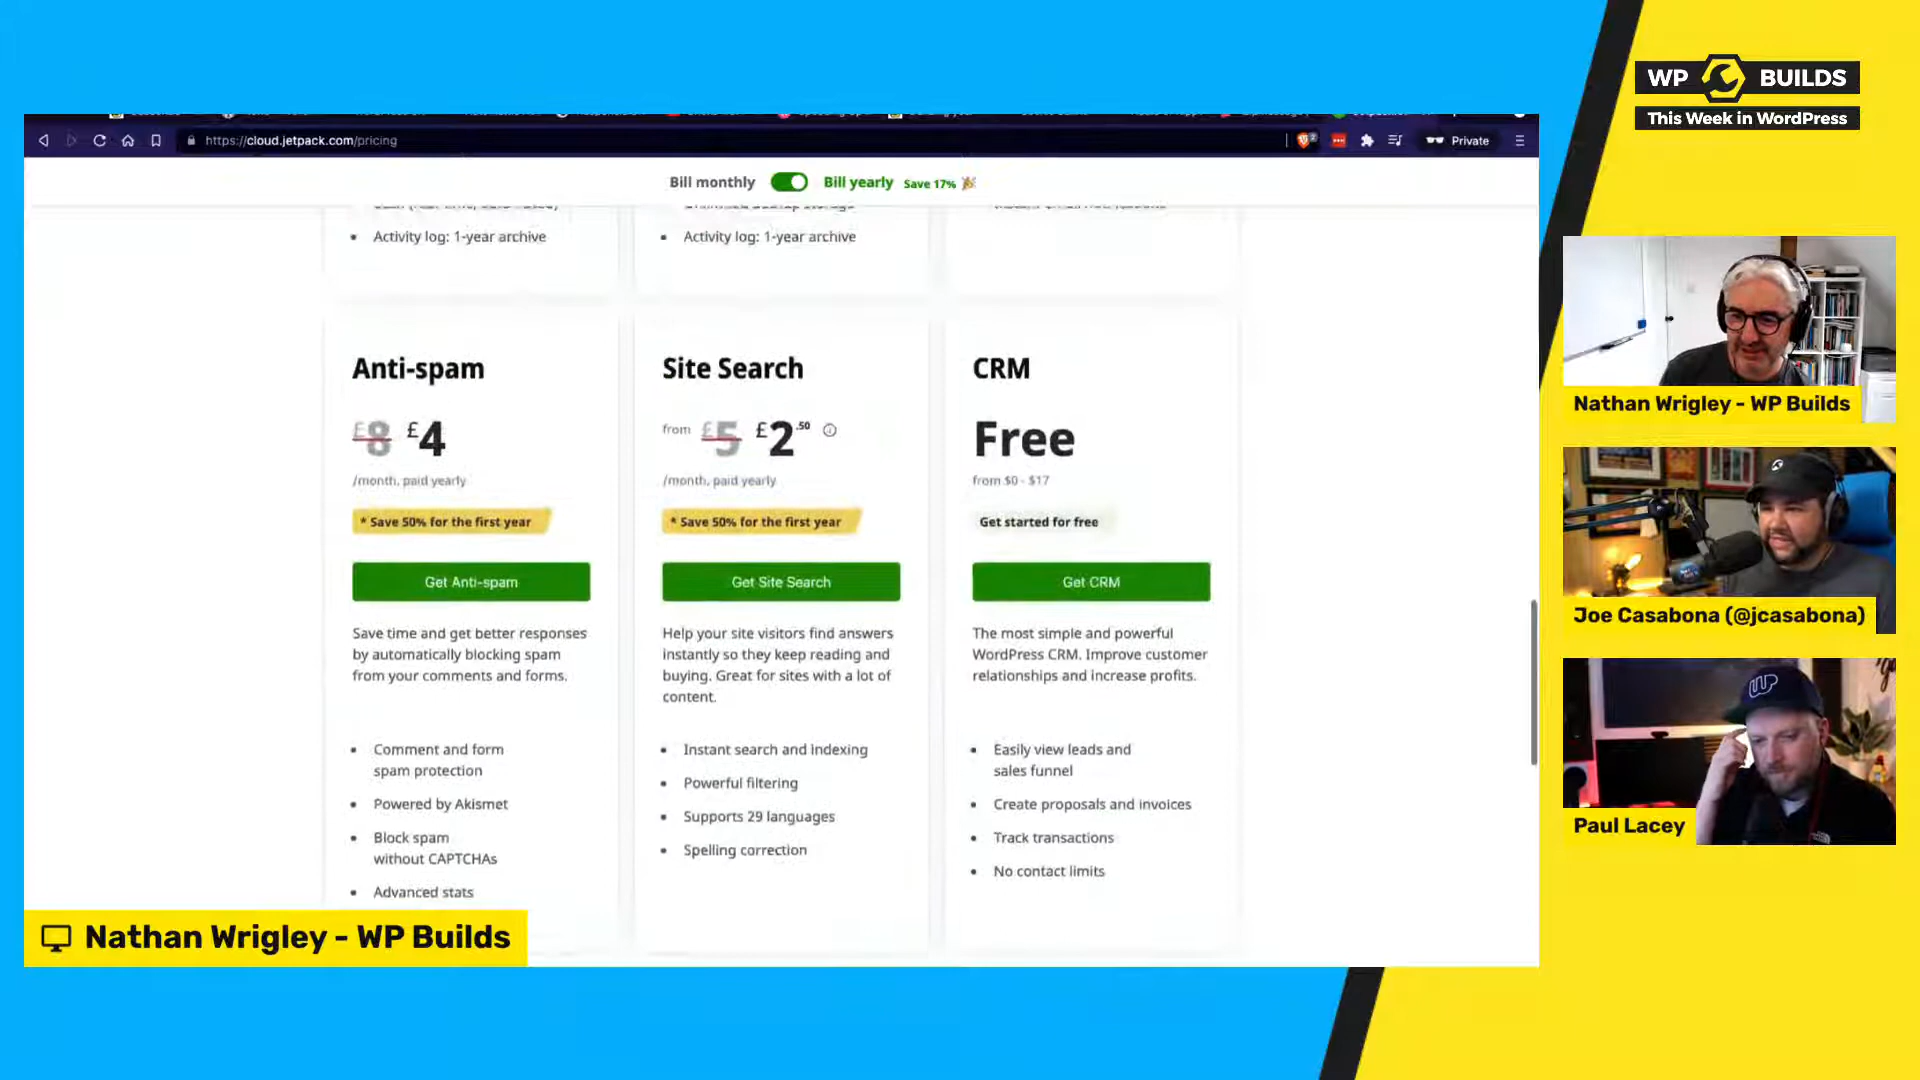 WP BUILDS
This Week in WordPress
https://cloud.jetpack.com/pricing
Private
Bill monthly Bill yearly Save 17%
Activity log: 1-year archive
Activity log: 1-year archive
Anti-spam
£8 £4
/month, paid yearly
* Save 50% for the first year
Get Anti-spam
Save time and get better responses
by automatically blocking spam
from your comments and forms.
Comment and form
spam protection
Powered by Akismet
Block spam
without CAPTCHAs
Advanced stats
Site Search
from £5 £2.50
/month, paid yearly
* Save 50% for the first year
Get Site Search
Help your site visitors find answers
instantly so they keep reading and
buying. Great for sites with a lot of
content.
Instant search and indexing
Powerful filtering
Supports 29 languages
Spelling correction
CRM
Free
from $0 - $17
Get started for free
Get CRM
The most simple and powerful
WordPress CRM. Improve customer
relationships and increase profits.
Easily view leads and
sales funnel
Create proposals and invoices
Track transactions
No contact limits
Nathan Wrigley - WP Builds
Nathan Wrigley - WP Builds
Joe Casabona (@jcasabona)
WP
Paul Lacey